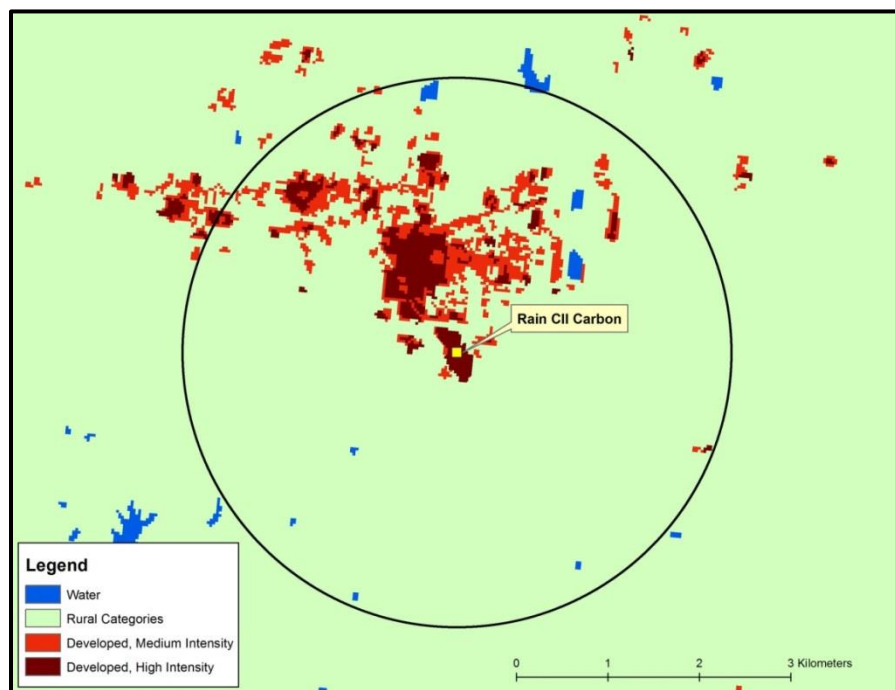 Rain CII Carbon
Legend
Water
Rural Categories
Developed, Medium Intensity
Developed, High Intensity
0 1 2 3 Kilometers